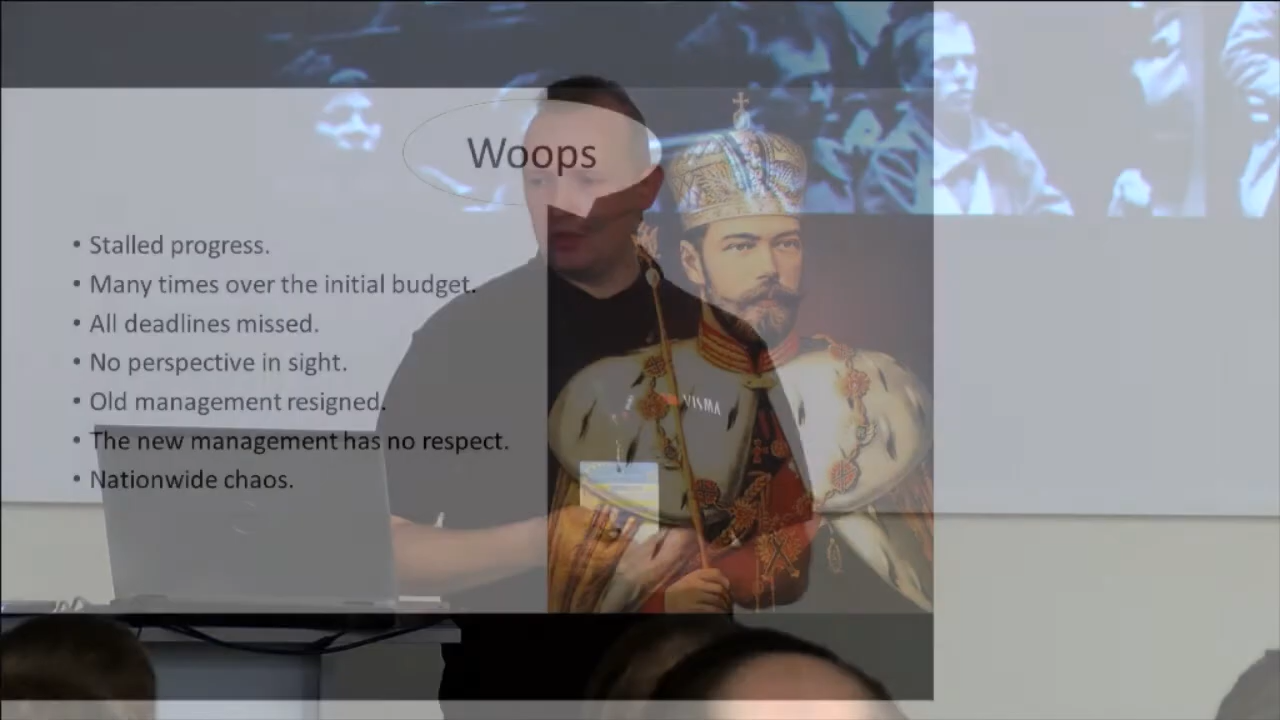 Woops
• Stalled progress.
• Many times over the initial budget.
• All deadlines missed.
• No perspective in sight.
• Old management resigned.
• The new management has no respect.
• Nationwide chaos.
VISMA